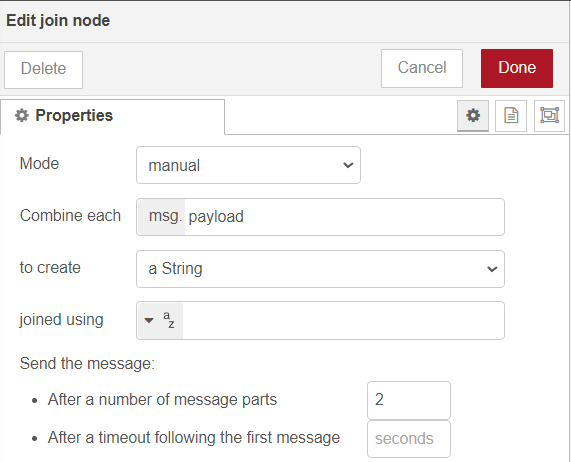 Edit join node
Delete Cancel Done
Properties
Mode manual
Combine each msg. payload
to create a String
joined using az
Send the message:
• After a number of message parts 2
• After a timeout following the first message seconds